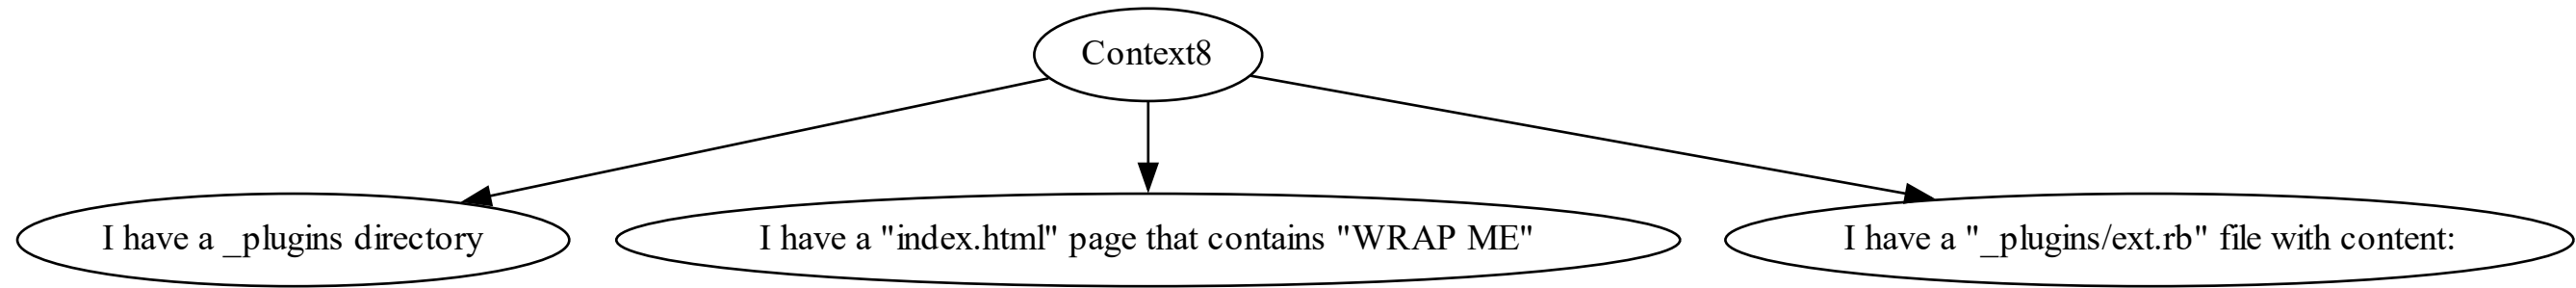 Context8
I have a _plugins directory
I have a "index.html" page that contains "WRAP ME"
I have a "_plugins/ext.rb" file with content: